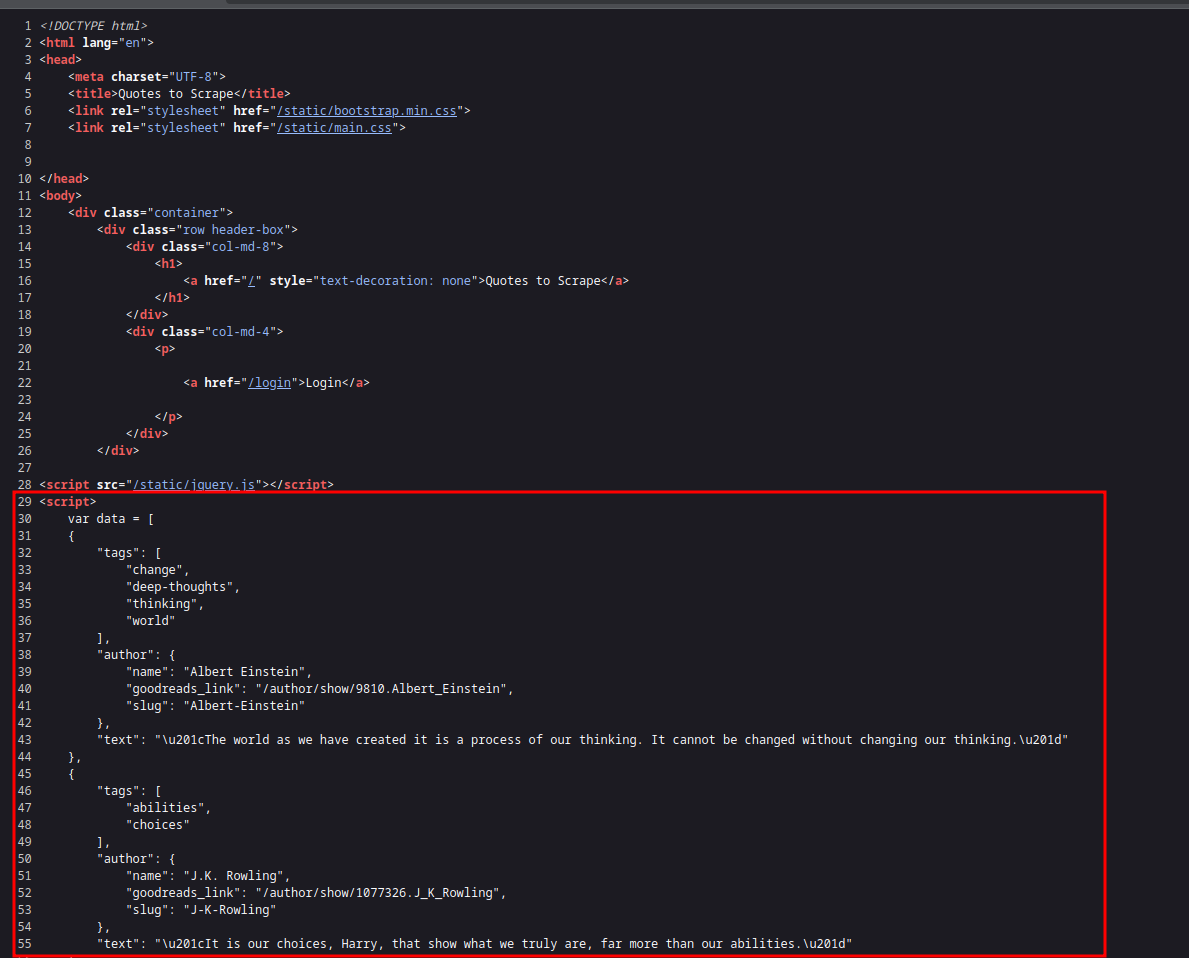 1 <!DOCTYPE html>
2 <html lang="en">
3 <head>
4     <meta charset="UTF-8">
5     <title>Quotes to Scrape</title>
6     <link rel="stylesheet" href="/static/bootstrap.min.css">
7     <link rel="stylesheet" href="/static/main.css">
8
9
10 </head>
11 <body>
12     <div class="container">
13         <div class="row header-box">
14             <div class="col-md-8">
15                 <h1>
16                     <a href="/" style="text-decoration: none">Quotes to Scrape</a>
17                 </h1>
18             </div>
19             <div class="col-md-4">
20                 <p>
21
22                     <a href="/login">Login</a>
23
24                 </p>
25             </div>
26         </div>
27
28 <script src="/static/jquery.js"></script>
29 <script>
30     var data = [
31     {
32         "tags": [
33             "change",
34             "deep-thoughts",
35             "thinking",
36             "world"
37         ],
38         "author": {
39             "name": "Albert Einstein",
40             "goodreads_link": "/author/show/9810.Albert_Einstein",
41             "slug": "Albert-Einstein"
42         },
43         "text": "\u201cThe world as we have created it is a process of our thinking. It cannot be changed without changing our thinking.\u201d"
44     },
45     {
46         "tags": [
47             "abilities",
48             "choices"
49         ],
50         "author": {
51             "name": "J.K. Rowling",
52             "goodreads_link": "/author/show/1077326.J_K_Rowling",
53             "slug": "J-K-Rowling"
54         },
55         "text": "\u201cIt is our choices, Harry, that show what we truly are, far more than our abilities.\u201d"